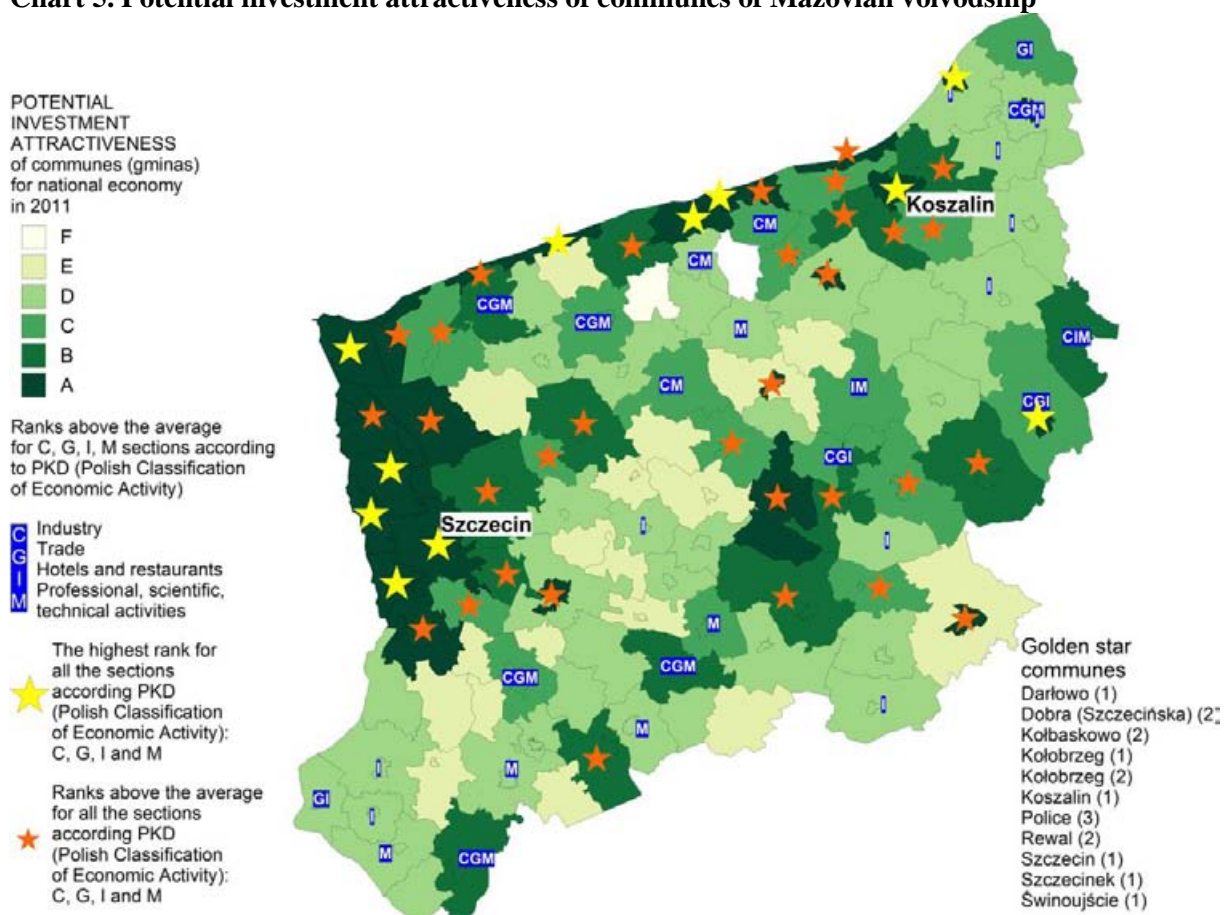 Chart 5. Potential investment attractiveness of communes of Mazovian voivodship
POTENTIAL
INVESTMENT
ATTRACTIVENESS
of communes (gminas)
for national economy
in 2011
F
E
D
C
B
A
Ranks above the average
for C, G, I, M sections according
to PKD (Polish Classification
of Economic Activity)
C Industry
G Trade
I Hotels and restaurants
M Professional, scientific,
technical activities
The highest rank for
all the sections
according PKD
(Polish Classification
of Economic Activity):
C, G, I and M
Ranks above the average
for all the sections
according PKD
(Polish Classification
of Economic Activity):
C, G, I and M
GI
I
CGM
I
I
Koszalin
CM
I
CM
I
CGM
CGM
M
CIM
CM
IM
CGI
CGI
Szczecin
I
I
M
CGM
CGM
I
M
I
M
GI
I
M
CGM
Golden star
communes
Darłowo (1)
Dobra (Szczecińska) (2)
Kołbaskowo (2)
Kołobrzeg (1)
Kołobrzeg (2)
Koszalin (1)
Police (3)
Rewal (2)
Szczecin (1)
Szczecinek (1)
Świnoujście (1)